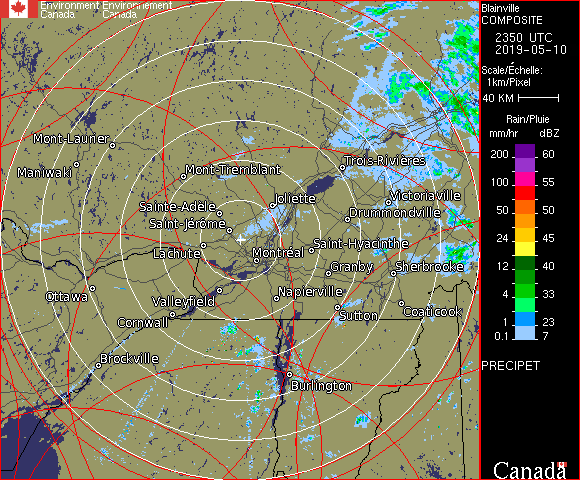 Environment Environnement
Canada Canada
Blainville
COMPOSITE
2350 UTC
2019-05-10
Scale/Échelle:
1km/Pixel
40 KM
Rain/Pluie
mm/hr dBZ
200 60
100 55
50 50
24 45
12 40
4 33
1 23
0.1 7
PRECIPET
Canada
Mont-Laurier
Maniwaki
Mont-Tremblant
Trois-Rivières
Sainte-Adèle
Joliette
Victoriaville
Drummondville
Saint-Jérôme
Lachute
Montréal
Saint-Hyacinthe
Granby
Sherbrooke
Ottawa
Valleyfield
Napierville
Cornwall
Sutton
Coaticook
Brockville
Burlington